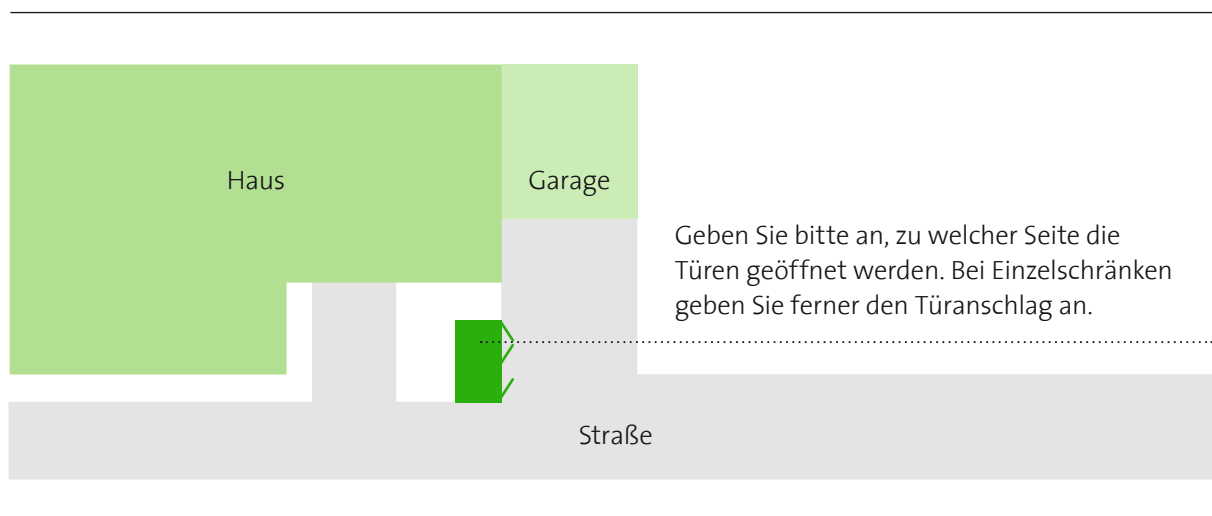 Haus
Garage
Geben Sie bitte an, zu welcher Seite die
Türen geöffnet werden. Bei Einzelschränken
geben Sie ferner den Türanschlag an.
Straße